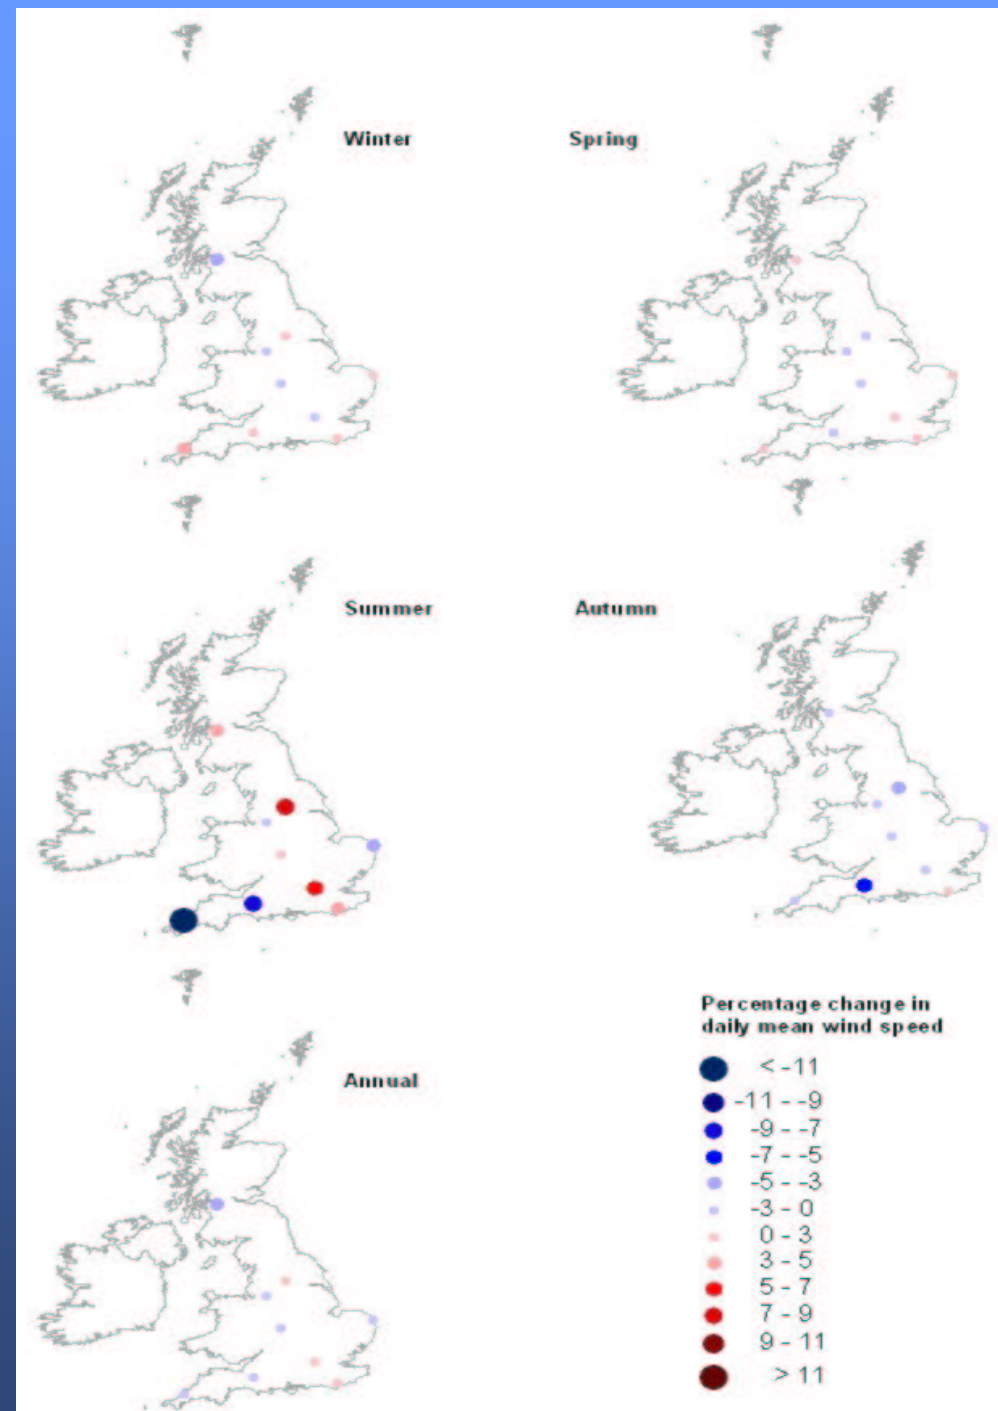 Winter
Spring
Summer
Autumn
Annual
Percentage change in
daily mean wind speed
< -11
-11 - -9
-9 - -7
-7 - -5
-5 - -3
-3 - 0
0 - 3
3 - 5
5 - 7
7 - 9
9 - 11
> 11